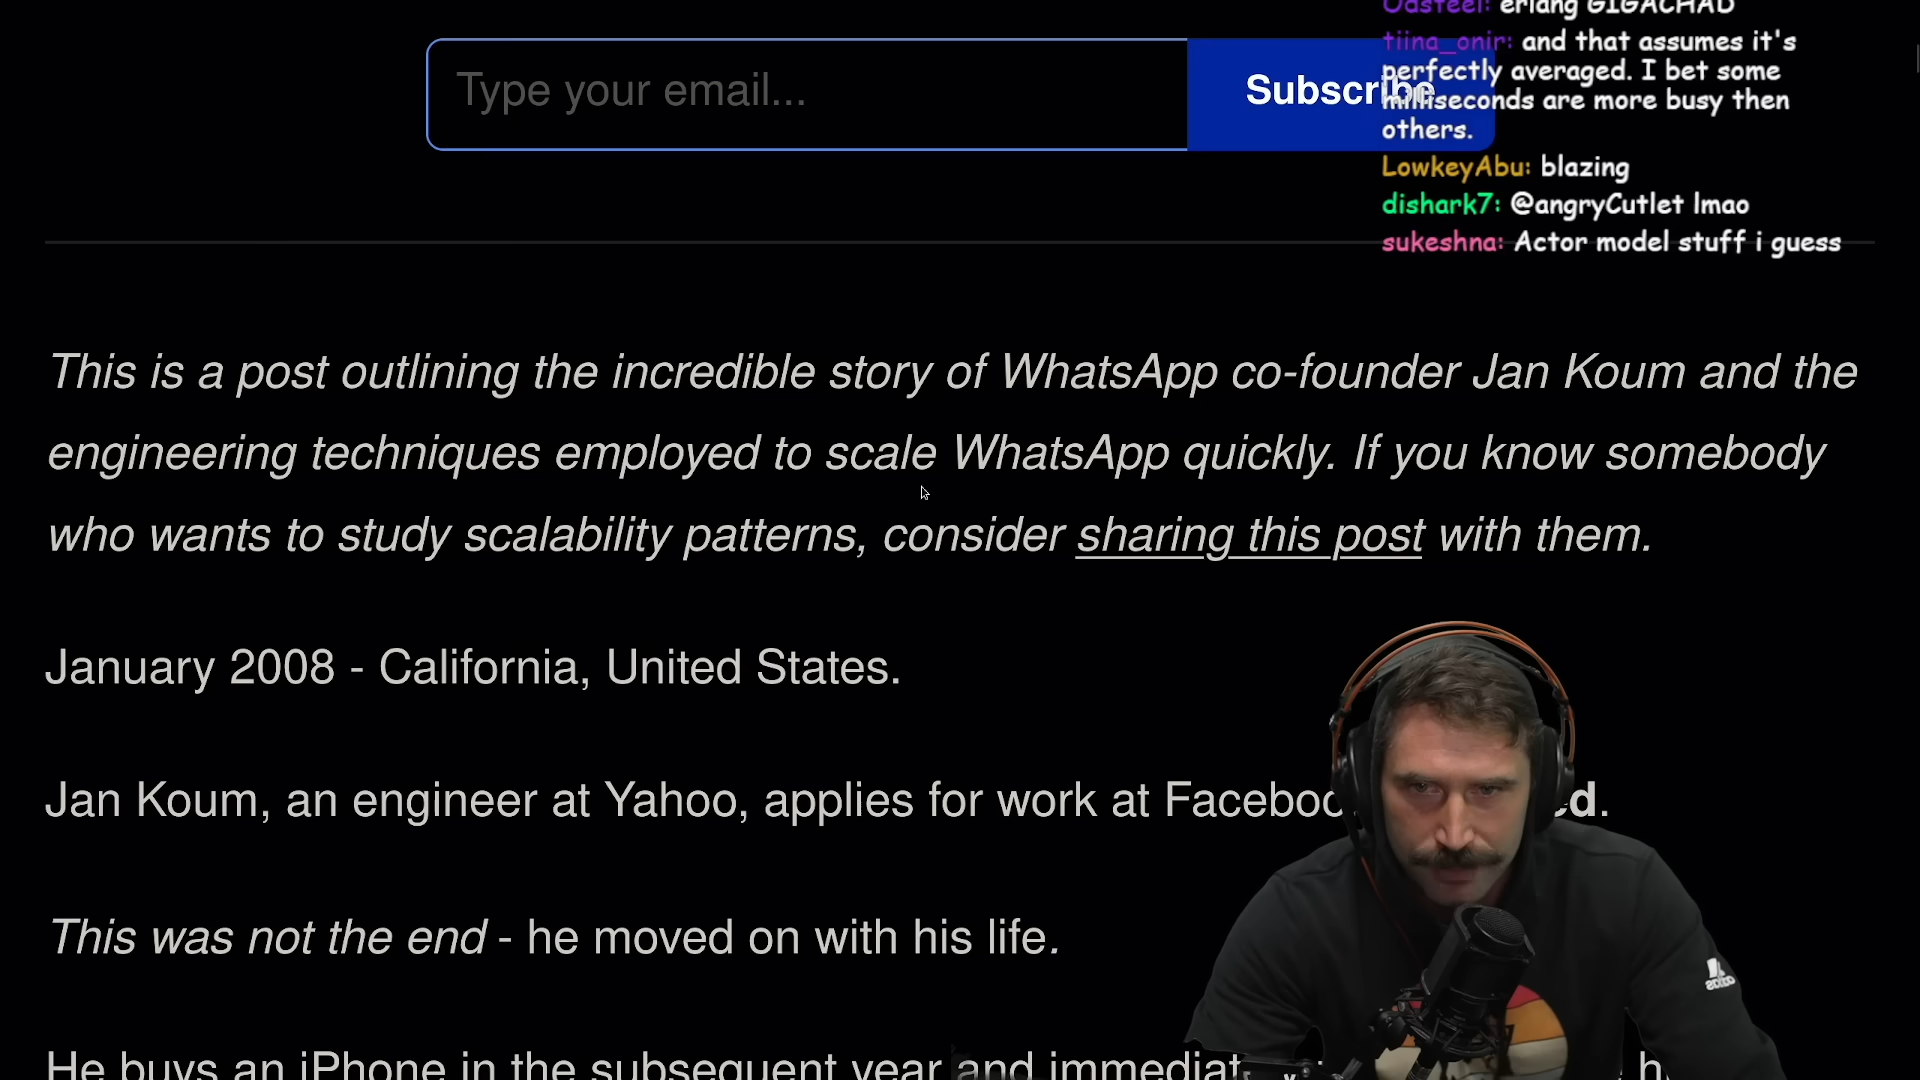 Oasteel: erlang GIGACHAD
tiina_onir: and that assumes it's
perfectly averaged. I bet some
milliseconds are more busy then
others.
LowkeyAbu: blazing
dishark7: @angryCutlet lmao
sukeshna: Actor model stuff i guess
Type your email...
Subscribe
This is a post outlining the incredible story of WhatsApp co-founder Jan Koum and the
engineering techniques employed to scale WhatsApp quickly. If you know somebody
who wants to study scalability patterns, consider sharing this post with them.
January 2008 - California, United States.
Jan Koum, an engineer at Yahoo, applies for work at
This was not the end - he moved on with his life.
He buys an iPhone in the subsequent year and
adidas